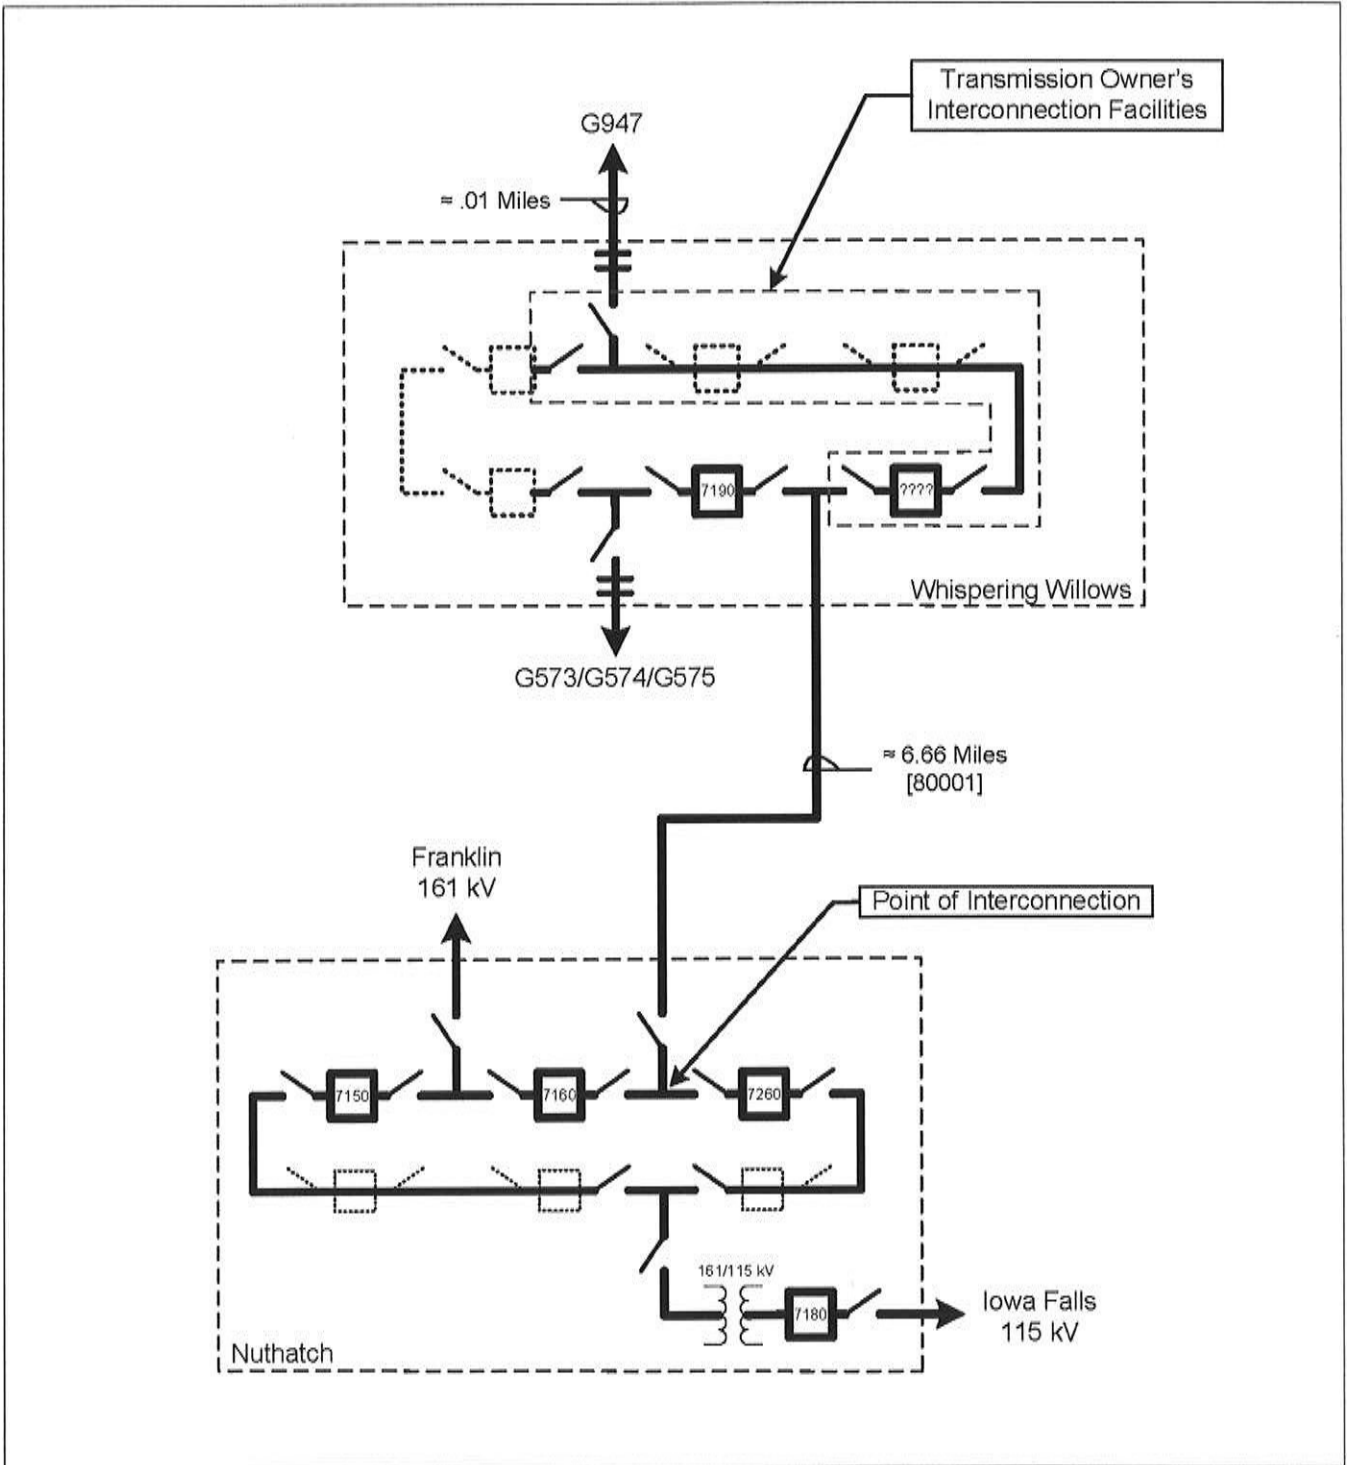 Transmission Owner's
Interconnection Facilities
G947
≈ .01 Miles
7190
????
Whispering Willows
G573/G574/G575
≈ 6.66 Miles
[80001]
Franklin
161 kV
Point of Interconnection
7150
7160
7260
161/115 kV
7180
Iowa Falls
115 kV
Nuthatch